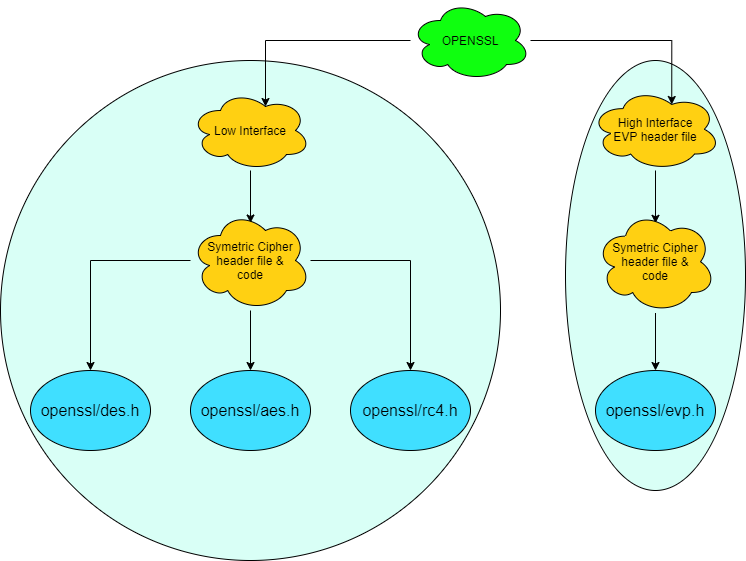 OPENSSL
Low Interface
High Interface
EVP header file
Symetric Cipher
header file &
code
Symetric Cipher
header file &
code
openssl/des.h
openssl/aes.h
openssl/rc4.h
openssl/evp.h